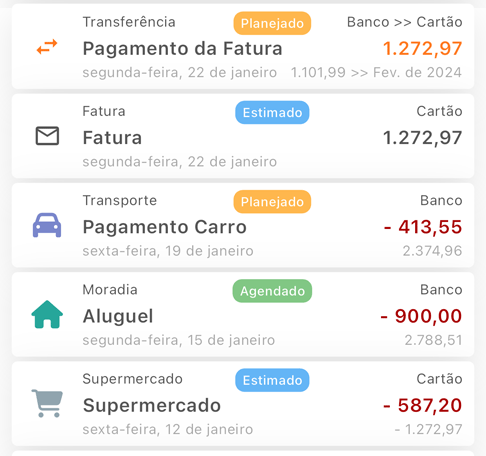 Transferência Planejado Banco >> Cartão
Pagamento da Fatura 1.272,97
segunda-feira, 22 de janeiro 1.101,99 >> Fev. de 2024
Fatura Estimado Cartão
Fatura 1.272,97
segunda-feira, 22 de janeiro
Transporte Planejado Banco
Pagamento Carro - 413,55
sexta-feira, 19 de janeiro 2.374,96
Moradia Agendado Banco
Aluguel - 900,00
segunda-feira, 15 de janeiro 2.788,51
Supermercado Estimado Cartão
Supermercado - 587,20
sexta-feira, 12 de janeiro - 1.272,97